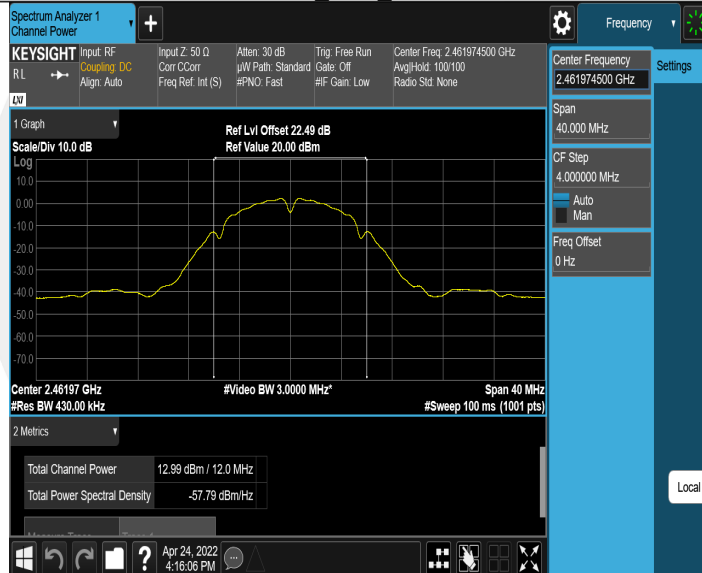 Spectrum Analyzer 1
Channel Power
Frequency
KEYSIGHT
RL
LXI
Input: RF
Coupling: DC
Align: Auto
Input Z: 50 Ω
Corr CCorr
Freq Ref: Int (S)
Atten: 30 dB
µW Path: Standard
#PNO: Fast
Trig: Free Run
Gate: Off
#IF Gain: Low
Center Freq: 2.461974500 GHz
Avg|Hold: 100/100
Radio Std: None
Center Frequency
2.461974500 GHz
Settings
Span
40.000 MHz
CF Step
4.000000 MHz
Auto
Man
Freq Offset
0 Hz
1 Graph
Scale/Div 10.0 dB
Ref Lvl Offset 22.49 dB
Ref Value 20.00 dBm
Log
10.0
0.00
-10.0
-20.0
-30.0
-40.0
-50.0
-60.0
-70.0
Center 2.46197 GHz
#Video BW 3.0000 MHz*
Span 40 MHz
#Res BW 430.00 kHz
#Sweep 100 ms (1001 pts)
2 Metrics
Total Channel Power 12.99 dBm / 12.0 MHz
Total Power Spectral Density -57.79 dBm/Hz
Local
?
Apr 24, 2022
4:16:06 PM